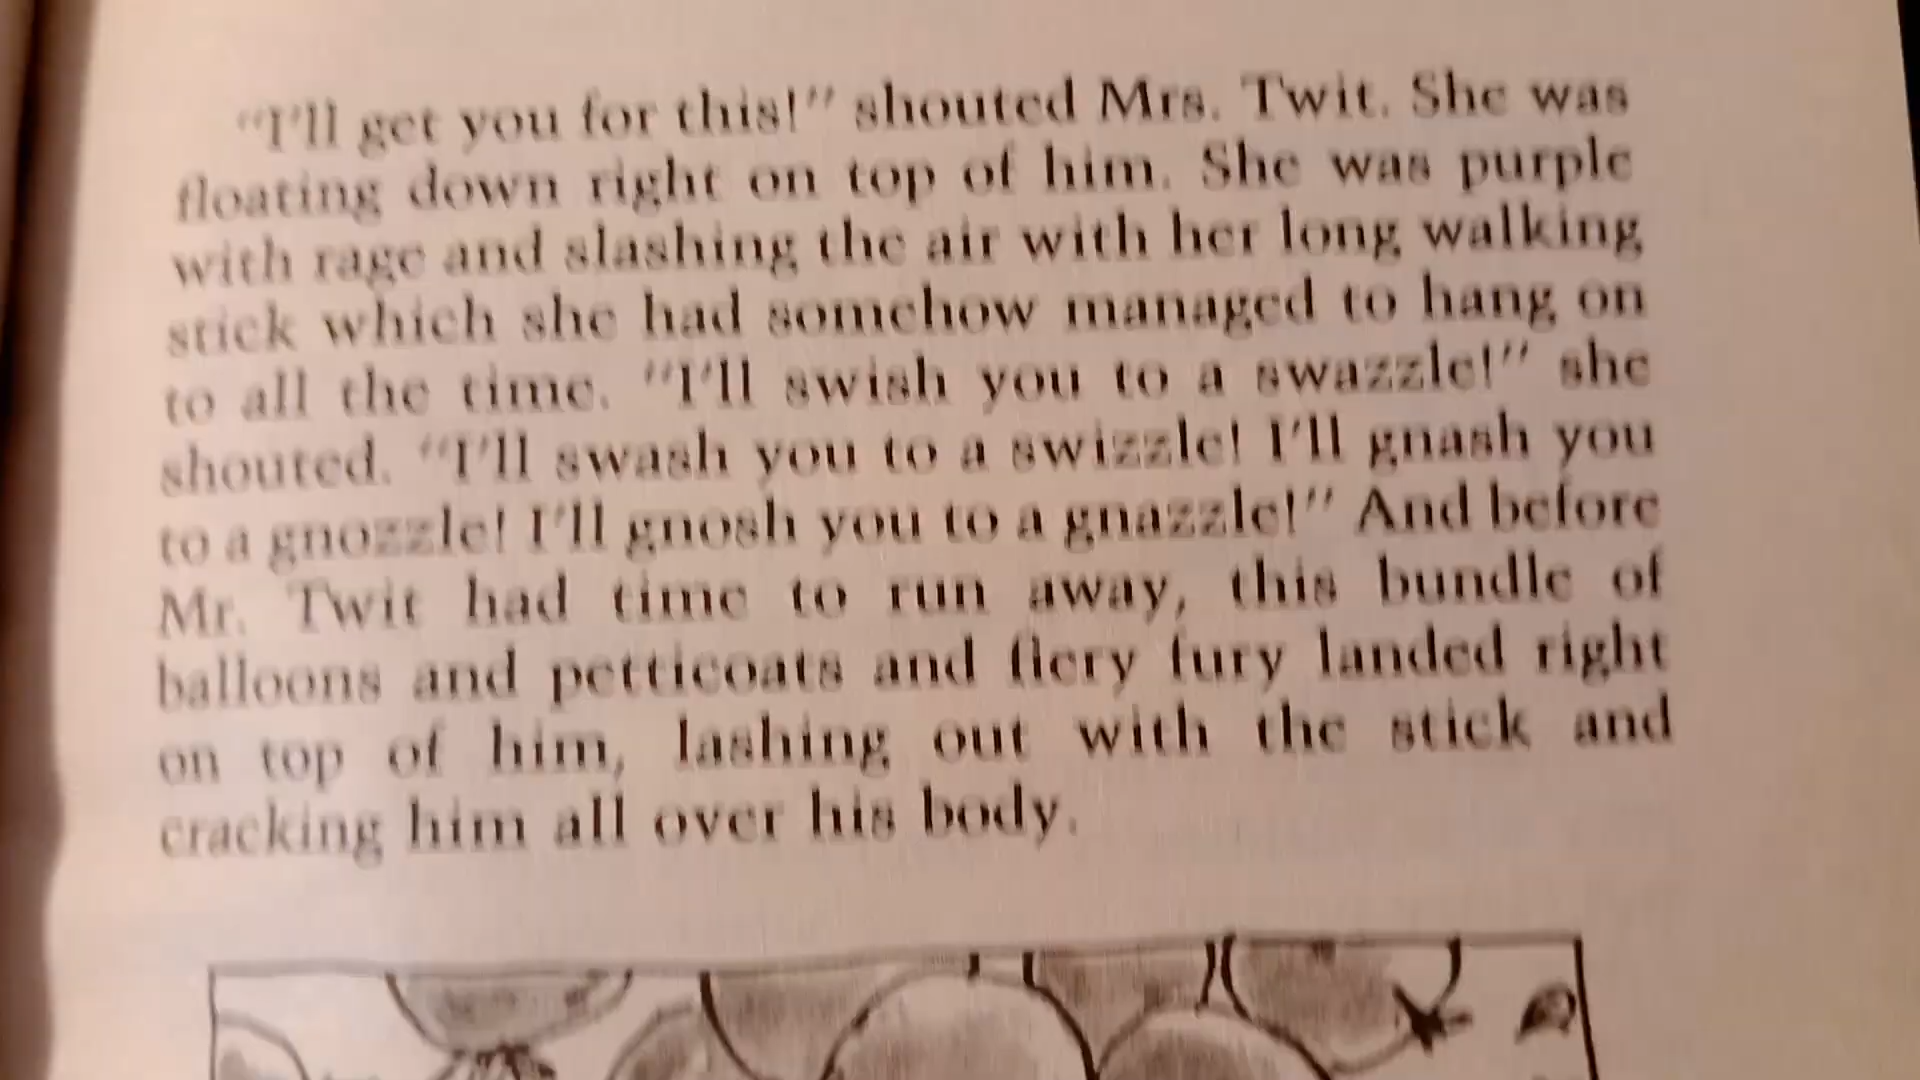 "I'll get you for this!" shouted Mrs. Twit. She was
floating down right on top of him. She was purple
with rage and slashing the air with her long walking
stick which she had somehow managed to hang on
to all the time. "I'll swish you to a swazzle!" she
shouted. "I'll swash you to a swizzle! I'll gnash you
to a gnozzle! I'll gnosh you to a gnazzle!" And before
Mr. Twit had time to run away, this bundle of
balloons and petticoats and fiery fury landed right
on top of him, lashing out with the stick and
cracking him all over his body.